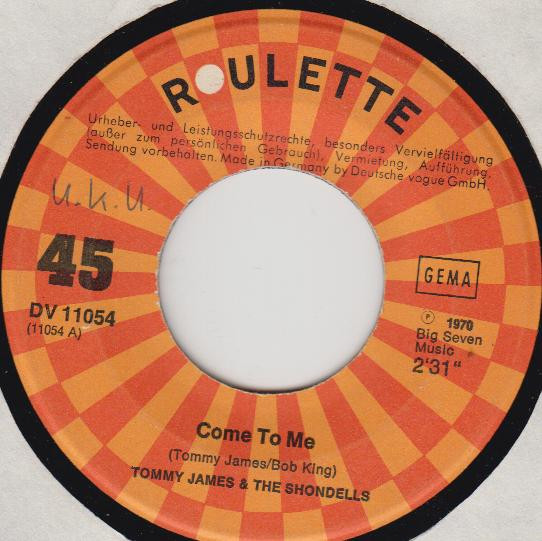 ROULETTE
Urheber- und Leistungsschutzrechte, besonders Vervielfältigung
(außer zum persönlichen Gebrauch), Vermietung, Aufführung,
Sendung vorbehalten. Made in Germany by Deutsche vogue GmbH.
U.K.U.
45
DV 11054
(11054 A)
GEMA
℗ 1970
Big Seven
Music
2'31"
Come To Me
(Tommy James/Bob King)
TOMMY JAMES & THE SHONDELLS